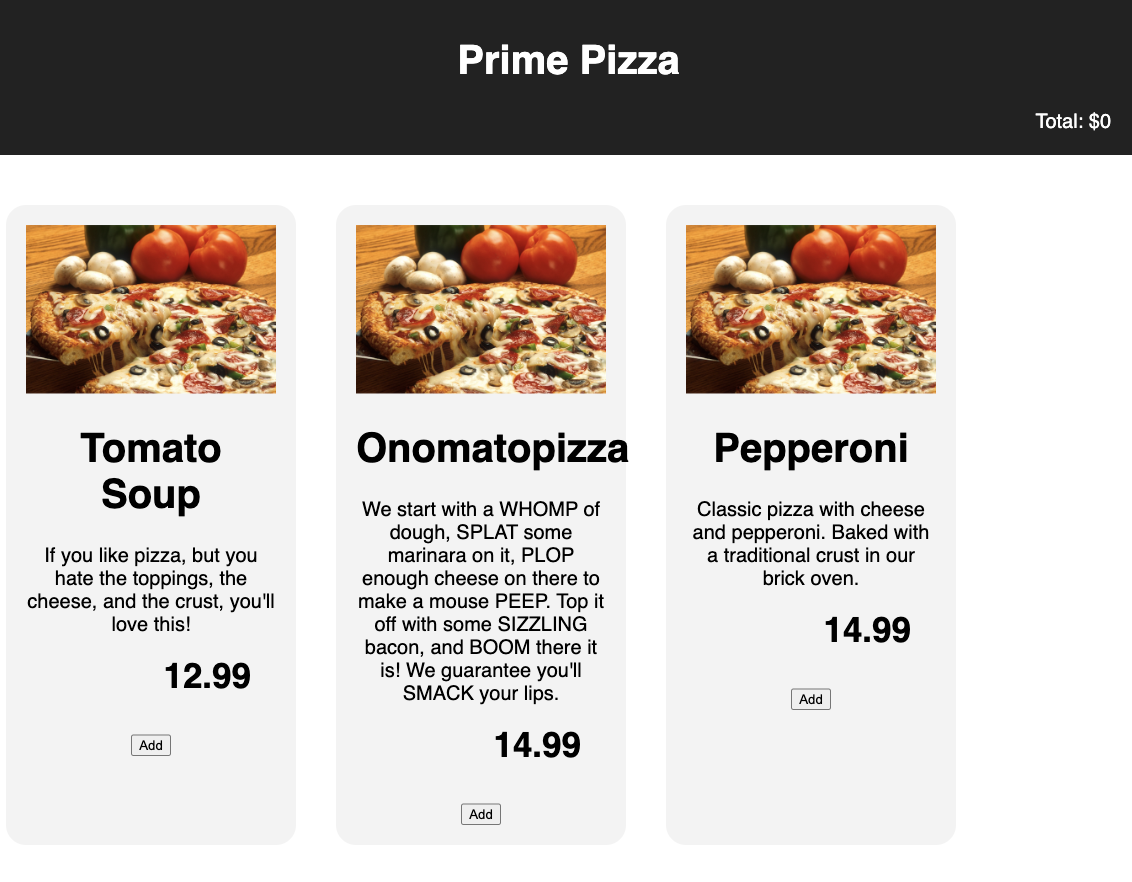 Prime Pizza
Total: $0
Tomato
Soup
If you like pizza, but you
hate the toppings, the
cheese, and the crust, you'll
love this!
12.99
Add
Onomatopizza
We start with a WHOMP of
dough, SPLAT some
marinara on it, PLOP
enough cheese on there to
make a mouse PEEP. Top it
off with some SIZZLING
bacon, and BOOM there it
is! We guarantee you'll
SMACK your lips.
14.99
Add
Pepperoni
Classic pizza with cheese
and pepperoni. Baked with
a traditional crust in our
brick oven.
14.99
Add